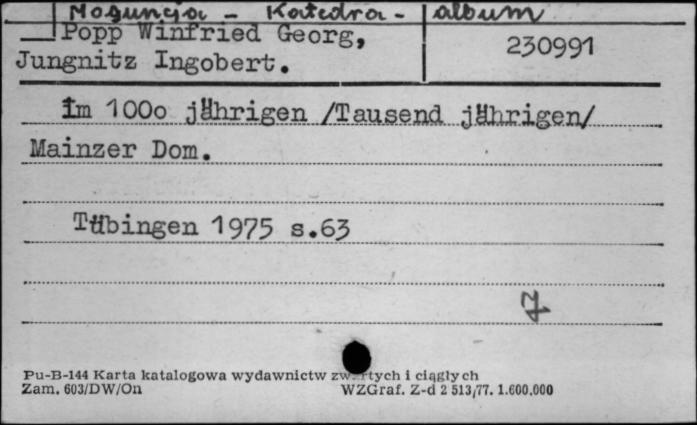 Moguncja - Katedra - album
Popp Winfried Georg,
230991
Jungnitz Ingobert.
im 100o jährigen /Tausend jährigen/
Mainzer Dom.
Tübingen 1975 s.63
Pu-B-144 Karta katalogowa wydawnictw zwartych i ciągłych
Zam. 603/DW/On WZGraf. Z-d 2 513/77. 1.600.000